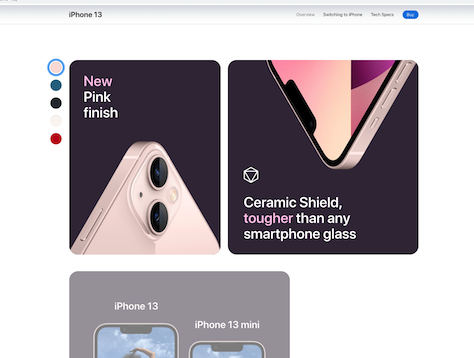 iPhone 13
Overview Switching to iPhone Tech Specs Buy
New
Pink
finish
Ceramic Shield,
tougher than any
smartphone glass
iPhone 13
iPhone 13 mini